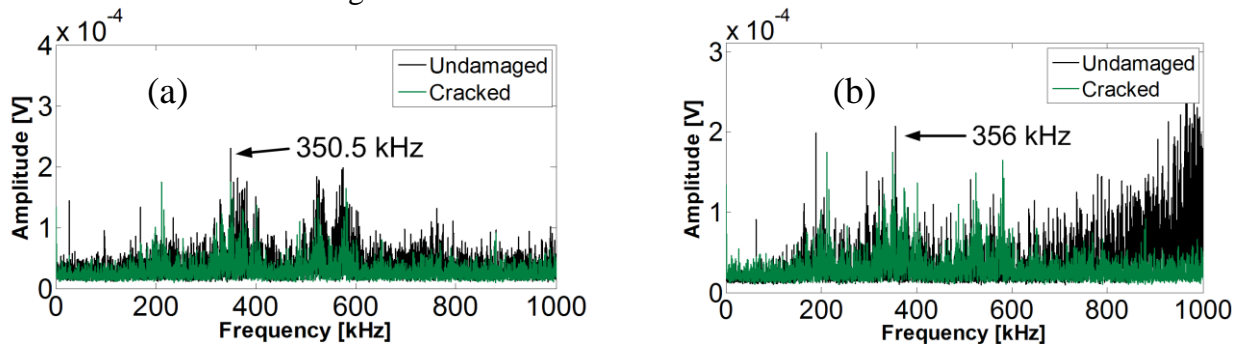 x 10⁻⁴
4
3
2
1
0
Amplitude [V]
(a)
Undamaged
Cracked
350.5 kHz
0 200 400 600 800 1000
Frequency [kHz]
x 10⁻⁴
3
2
1
0
Amplitude [V]
(b)
Undamaged
Cracked
356 kHz
0 200 400 600 800 1000
Frequency [kHz]